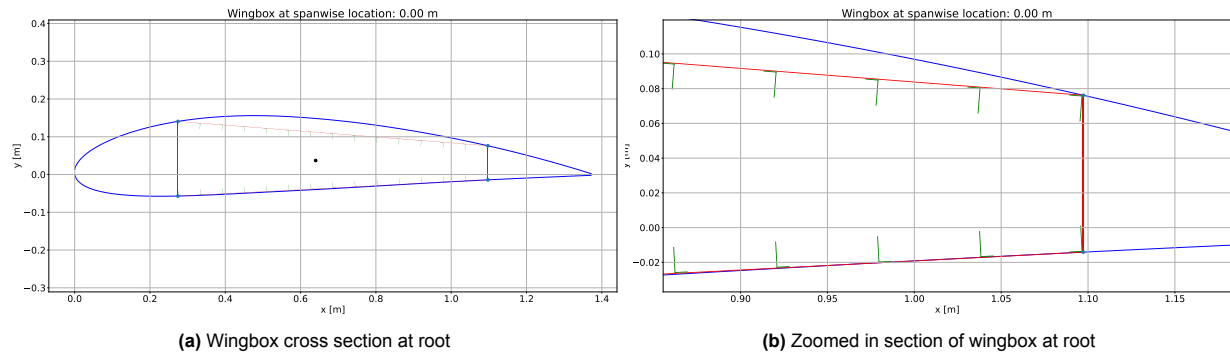 Wingbox at spanwise location: 0.00 m
0.4
0.3
0.2
0.1
0.0
−0.1
−0.2
−0.3
y [m]
0.0 0.2 0.4 0.6 0.8 1.0 1.2 1.4
x [m]
(a) Wingbox cross section at root
Wingbox at spanwise location: 0.00 m
0.10
0.08
0.06
0.04
0.02
0.00
−0.02
y [m]
0.90 0.95 1.00 1.05 1.10 1.15
x [m]
(b) Zoomed in section of wingbox at root